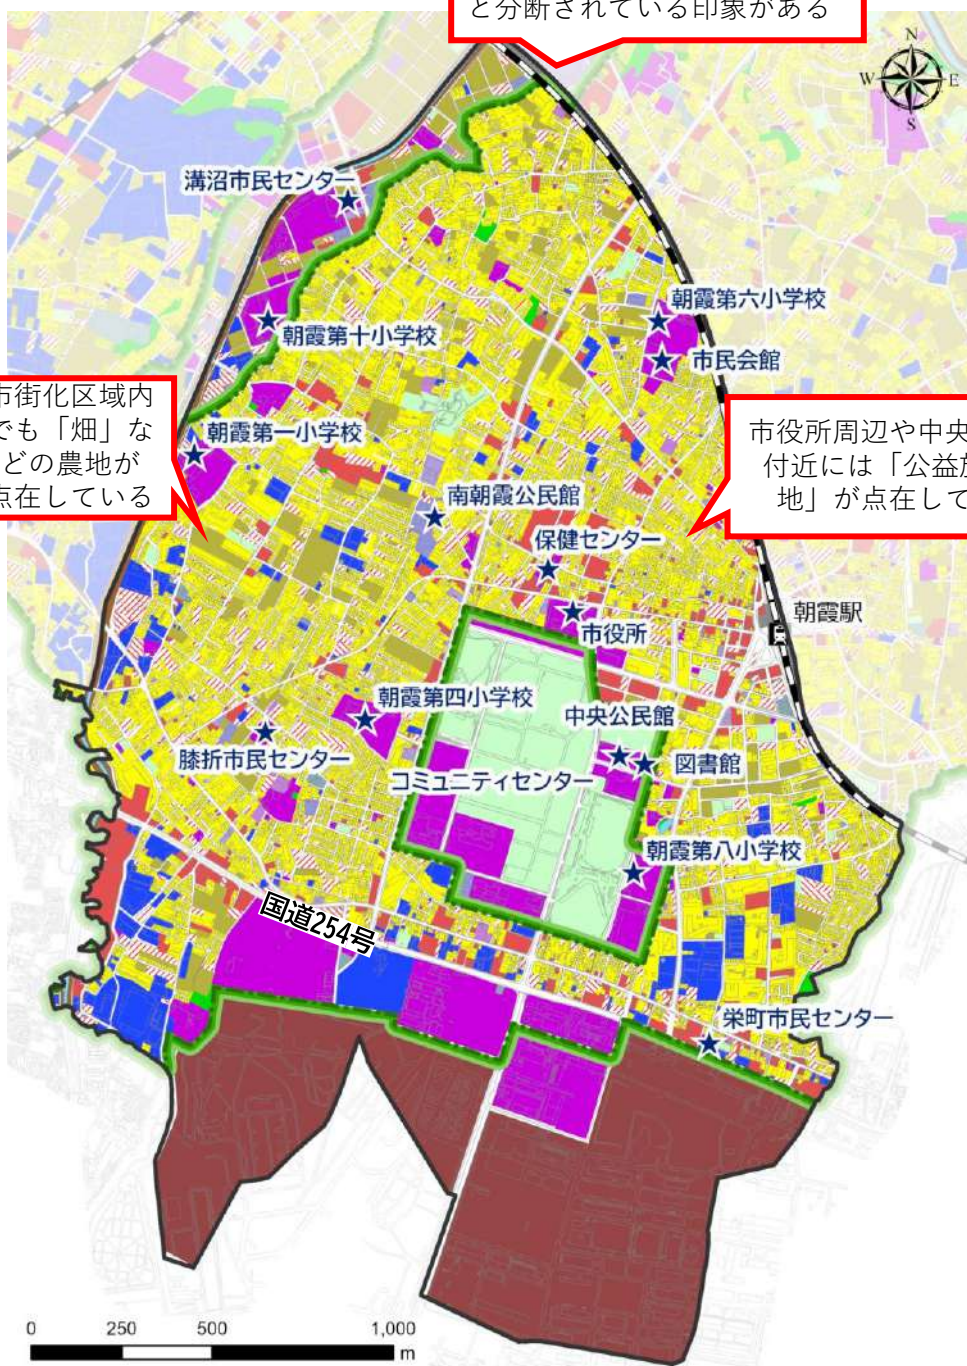 と分断されている印象がある
N
W
E
S
溝沼市民センター
朝霞第六小学校
朝霞第十小学校
市民会館
市街化区域内
でも「畑」な
どの農地が
点在している
朝霞第一小学校
市役所周辺や中央
付近には「公益
地」が点在して
南朝霞公民館
保健センター
朝霞駅
市役所
朝霞第四小学校
中央公民館
膝折市民センター
コミュニティセンター
図書館
朝霞第八小学校
国道254号
栄町市民センター
0
250
500
1,000
m